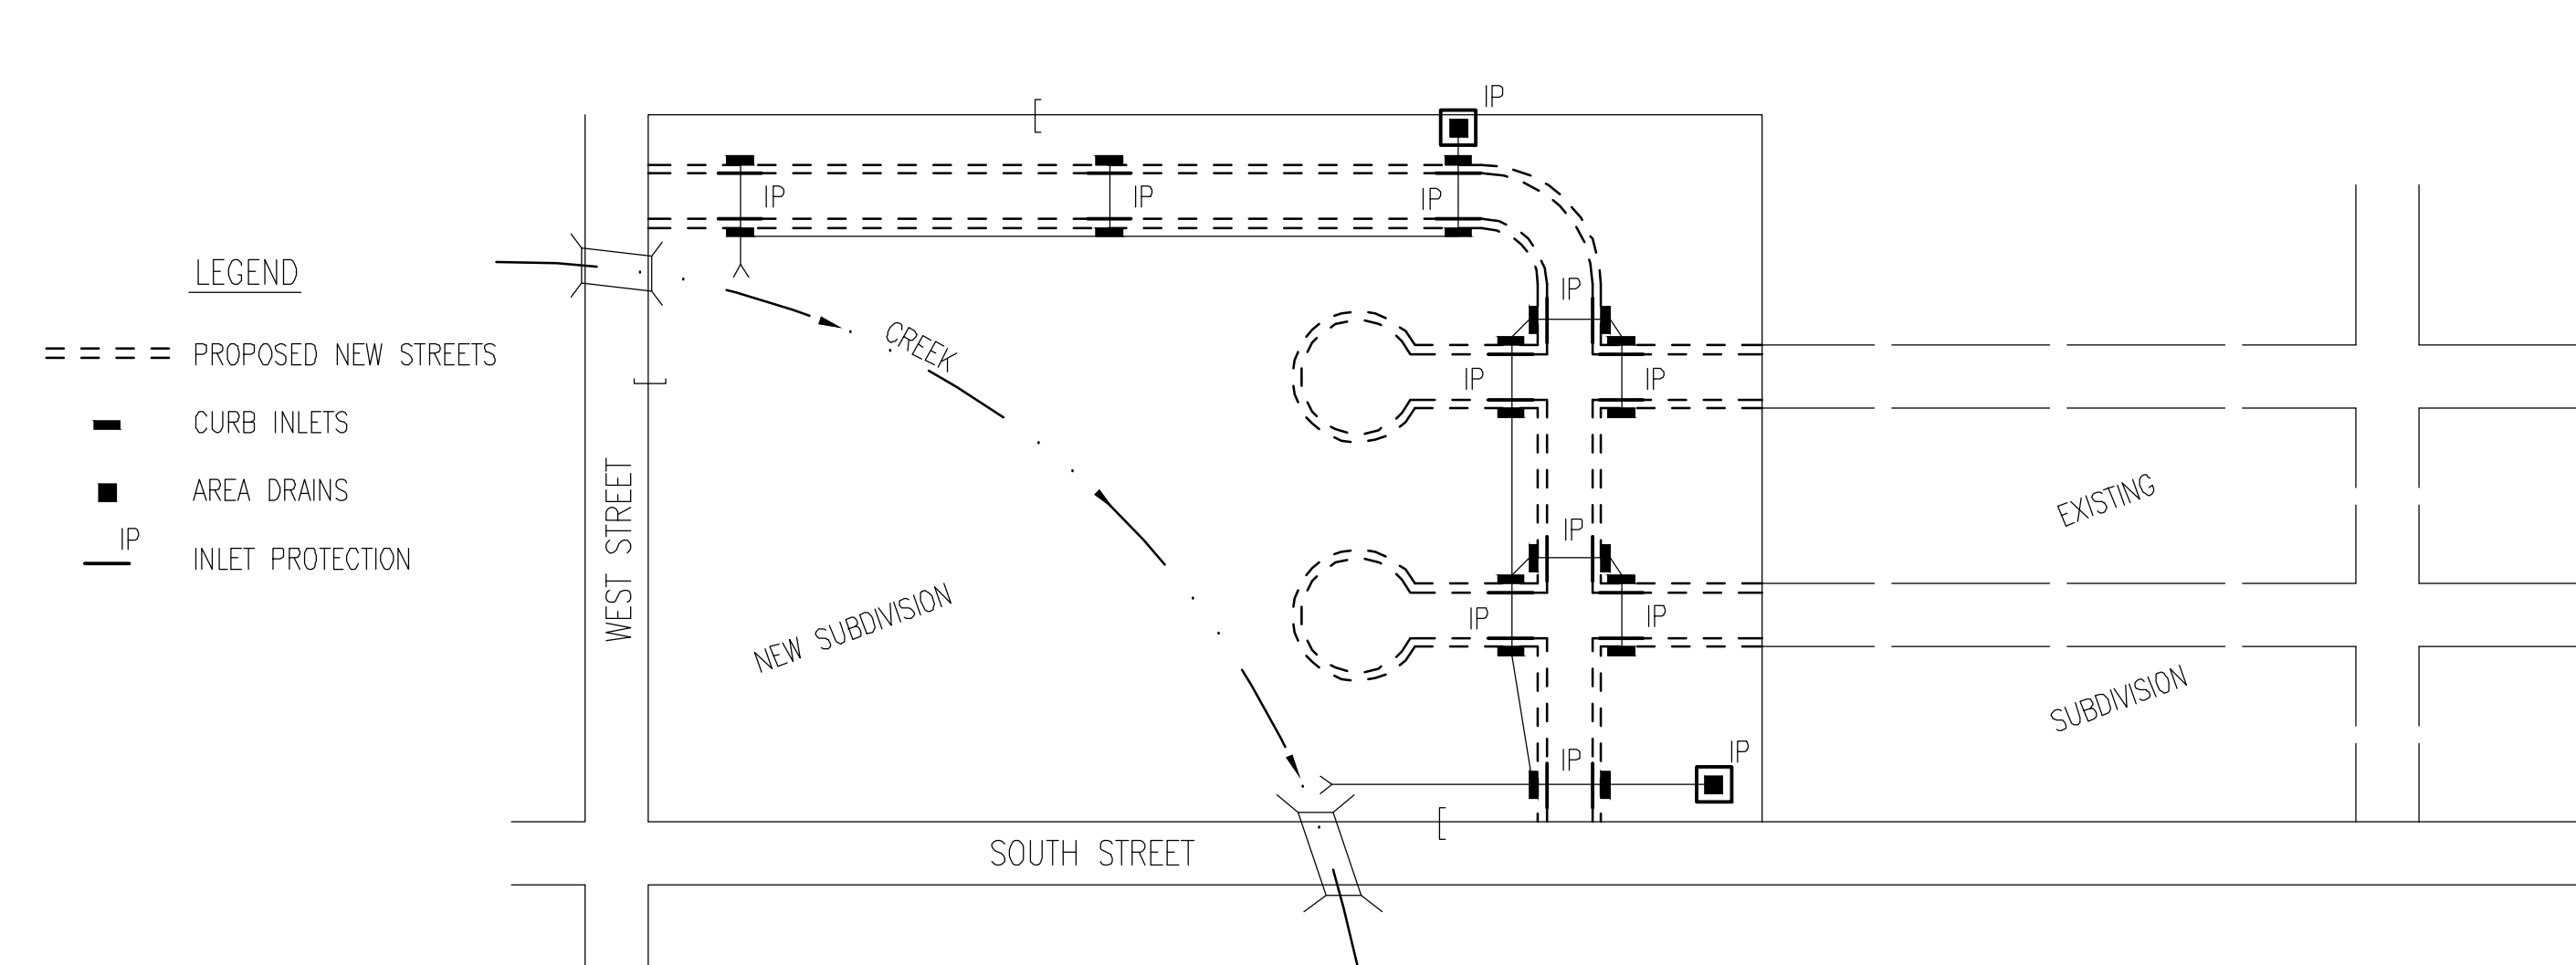 LEGEND
PROPOSED NEW STREETS
CURB INLETS
AREA DRAINS
IP
INLET PROTECTION
IP
IP
IP
IP
IP
CREEK
IP
IP
WEST STREET
NEW SUBDIVISION
IP
IP
IP
IP
IP
SOUTH STREET
EXISTING
SUBDIVISION